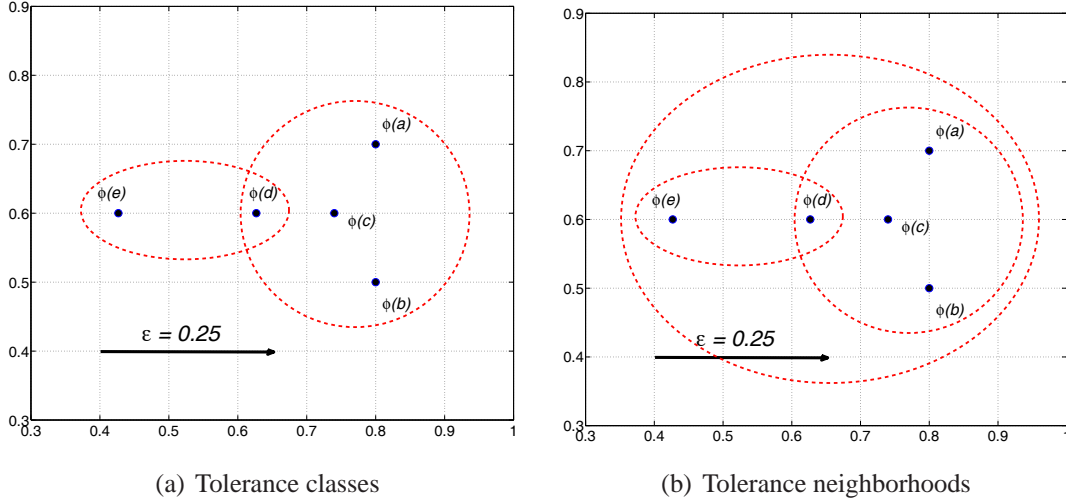 0.9
0.8
0.7
0.6
0.5
0.4
0.3
0.3 0.4 0.5 0.6 0.7 0.8 0.9 1
ϕ(a)
ϕ(e)
ϕ(d)
ϕ(c)
ϕ(b)
ε = 0.25
(a) Tolerance classes
0.9
0.8
0.7
0.6
0.5
0.4
0.3
0.3 0.4 0.5 0.6 0.7 0.8 0.9 1
ϕ(a)
ϕ(e)
ϕ(d)
ϕ(c)
ϕ(b)
ε = 0.25
(b) Tolerance neighborhoods